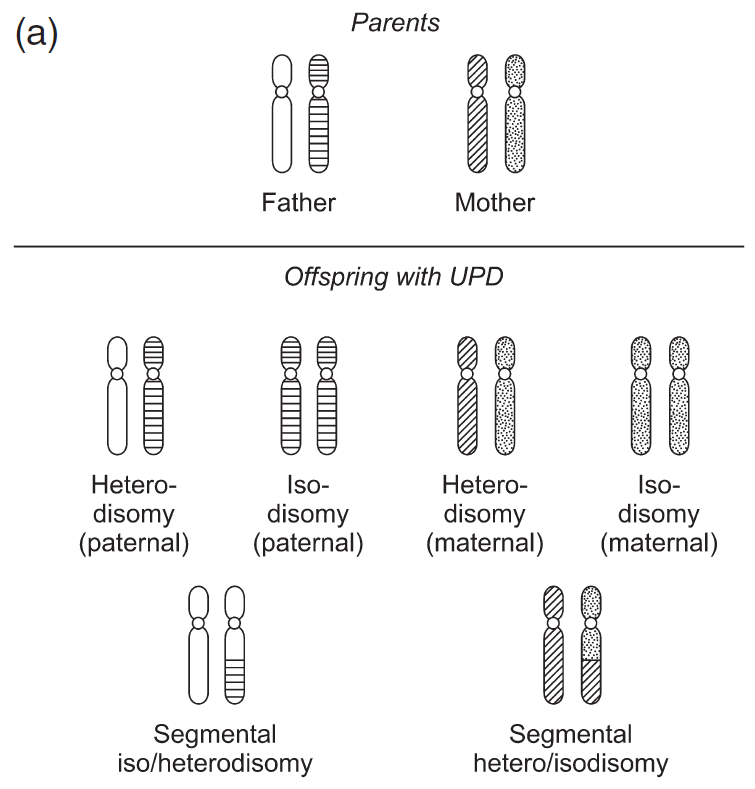 (a)
Parents
Father
Mother
Offspring with UPD
Hetero-
disomy
(paternal)
Iso-
disomy
(paternal)
Hetero-
disomy
(maternal)
Iso-
disomy
(maternal)
Segmental
iso/heterodisomy
Segmental
hetero/isodisomy